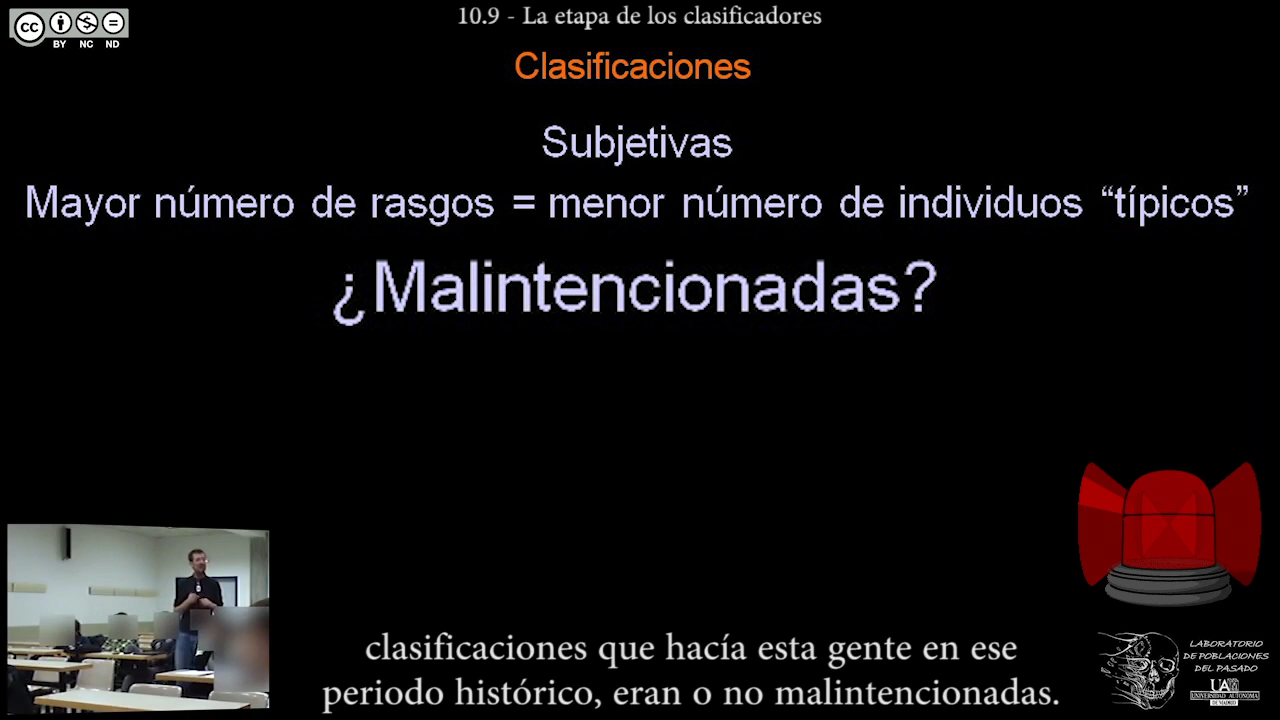 10.9 - La etapa de los clasificadores
cc
BY NC ND
Clasificaciones
Subjetivas
Mayor número de rasgos = menor número de individuos “típicos”
¿Malintencionadas?
clasificaciones que hacía esta gente en ese
periodo histórico, eran o no malintencionadas.
LABORATORIO
DE POBLACIONES
DEL PASADO
UAM
UNIVERSIDAD AUTONOMA
DE MADRID